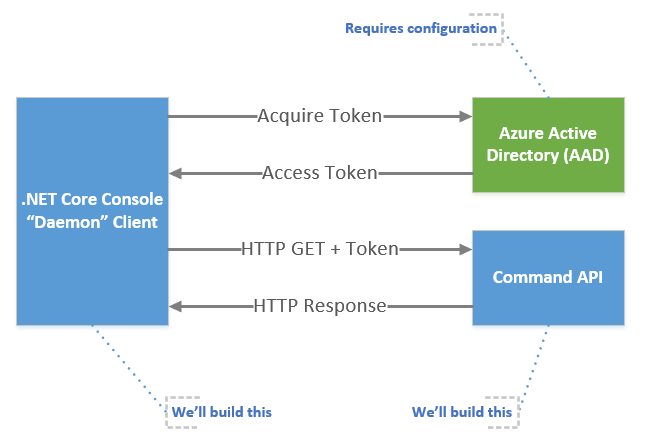 Requires configuration
Acquire Token
Azure Active
Directory (AAD)
Access Token
.NET Core Console
“Daemon” Client
HTTP GET + Token
Command API
HTTP Response
We’ll build this
We’ll build this